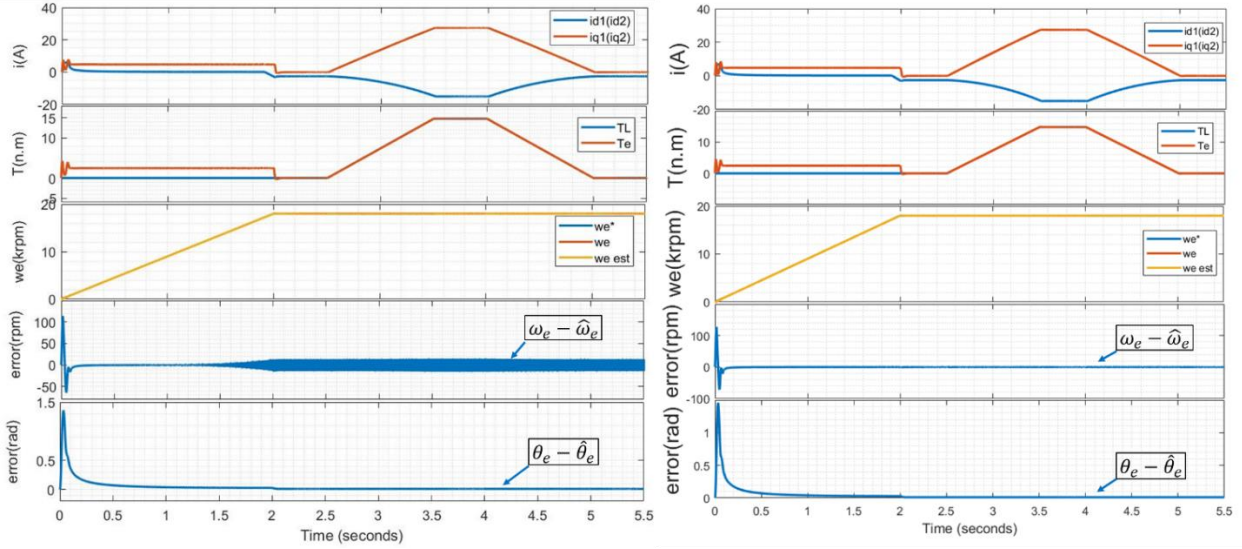 40
20
0
-20
i(A)
id1(id2)
iq1(iq2)
15
10
5
0
-5
T(n.m)
TL
Te
20
10
0
we(krpm)
we*
we
we est
100
50
0
-50
error(rpm)
ωe − ω̂e
1.5
0.5
0
error(rad)
θe − θ̂e
0 0.5 1 1.5 2 2.5 3 3.5 4 4.5 5 5.5
Time (seconds)
40
20
0
-20
i(A)
id1(id2)
iq1(iq2)
10
0
T(n.m)
TL
Te
20
10
0
we(krpm)
we*
we
we est
100
0
-100
error(rpm)
ωe − ω̂e
1
0.5
0
error(rad)
θe − θ̂e
0 0.5 1 1.5 2 2.5 3 3.5 4 4.5 5 5.5
Time (seconds)